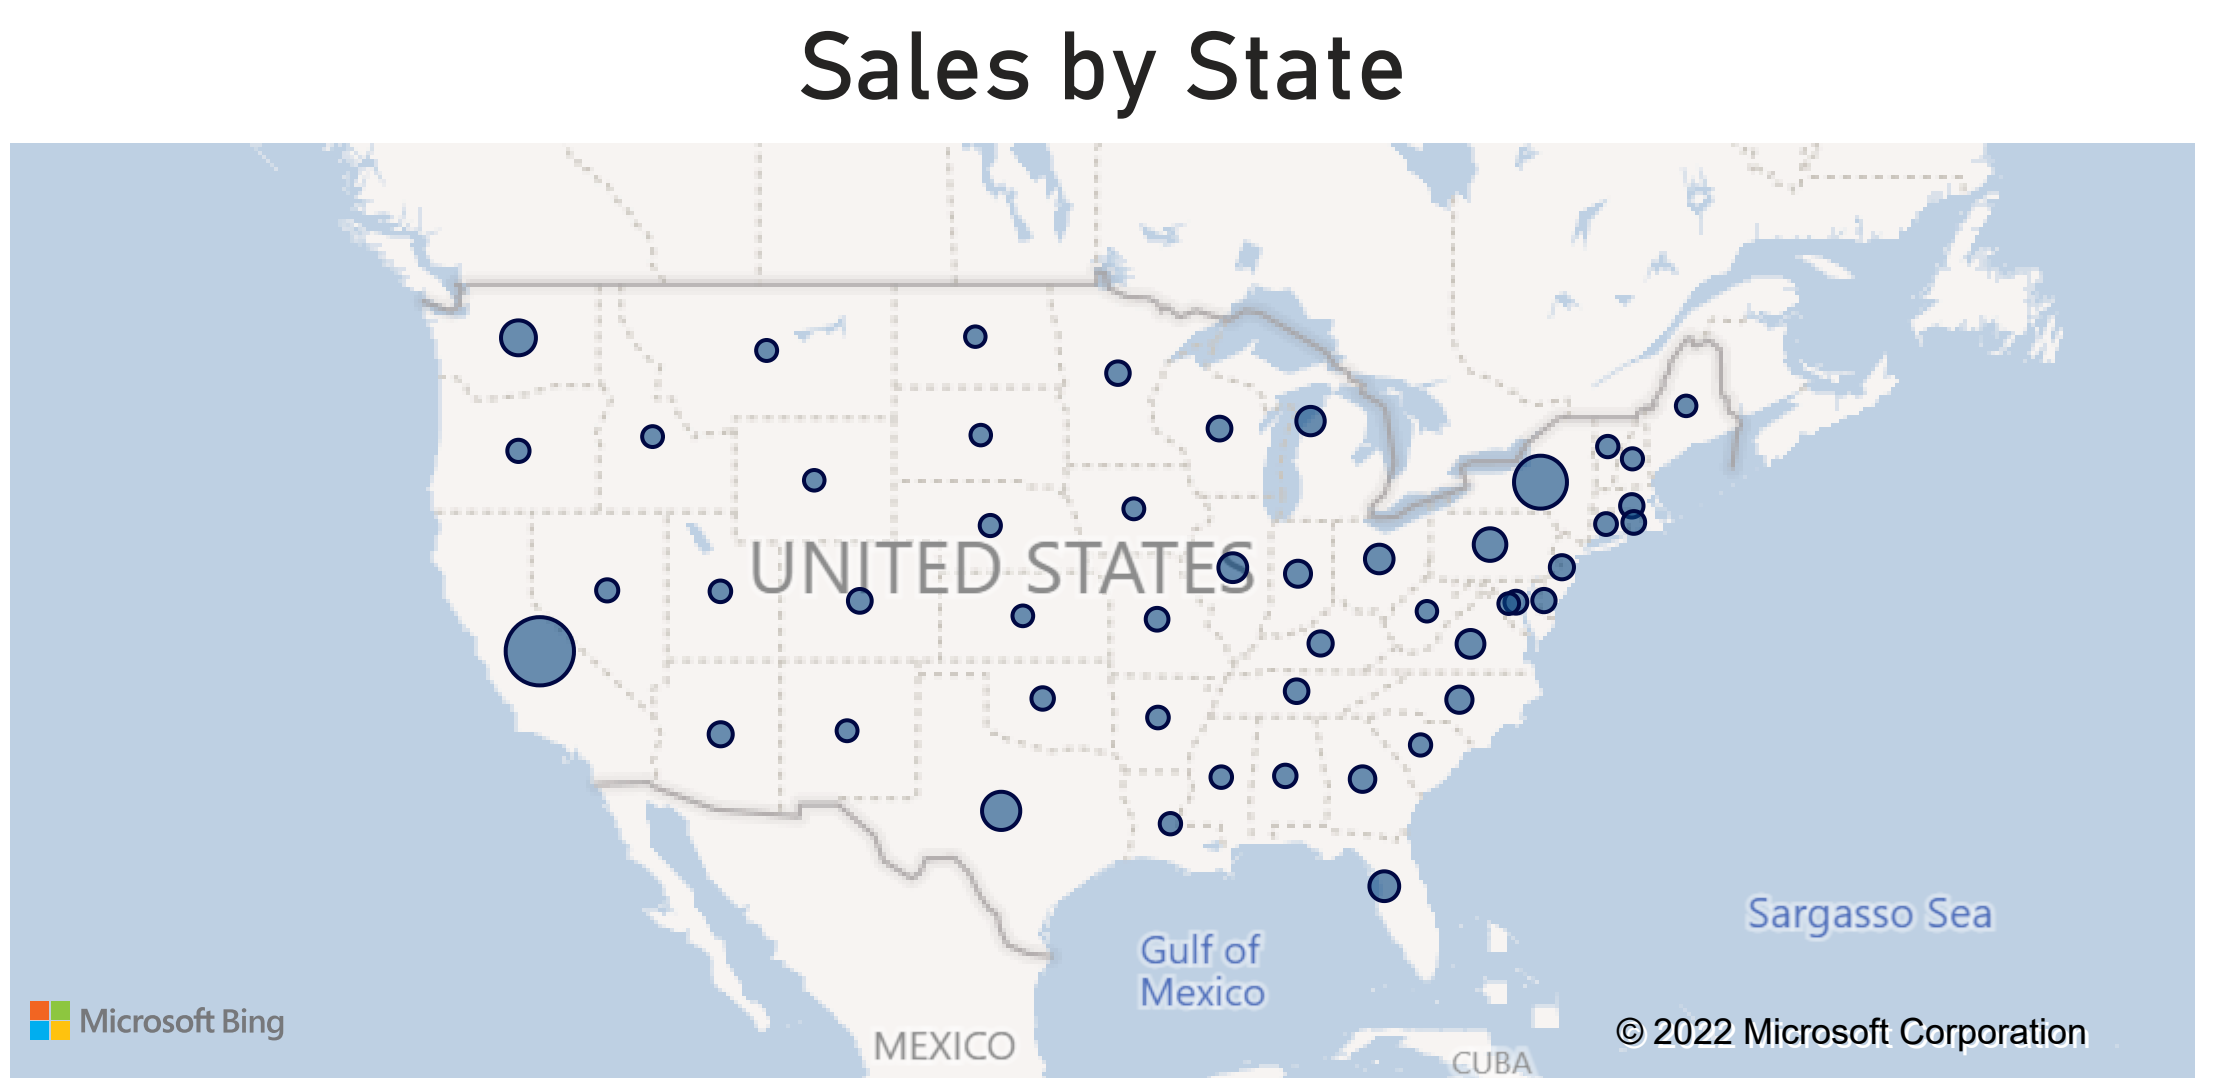 Sales by State
UNITED STATES
Sargasso Sea
Gulf of
Mexico
Microsoft Bing
© 2022 Microsoft Corporation
MEXICO
CUBA